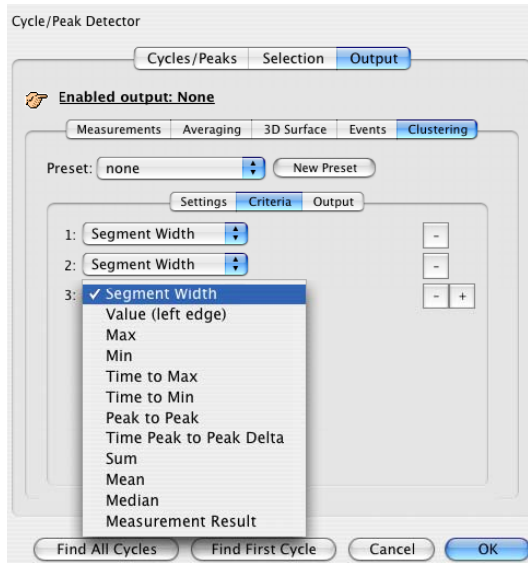 Cycle/Peak Detector
Cycles/Peaks Selection Output
Enabled output: None
Measurements Averaging 3D Surface Events Clustering
Preset: none New Preset
Settings Criteria Output
1: Segment Width -
2: Segment Width -
3: ✓ Segment Width - +
Value (left edge)
Max
Min
Time to Max
Time to Min
Peak to Peak
Time Peak to Peak Delta
Sum
Mean
Median
Measurement Result
Find All Cycles Find First Cycle Cancel OK